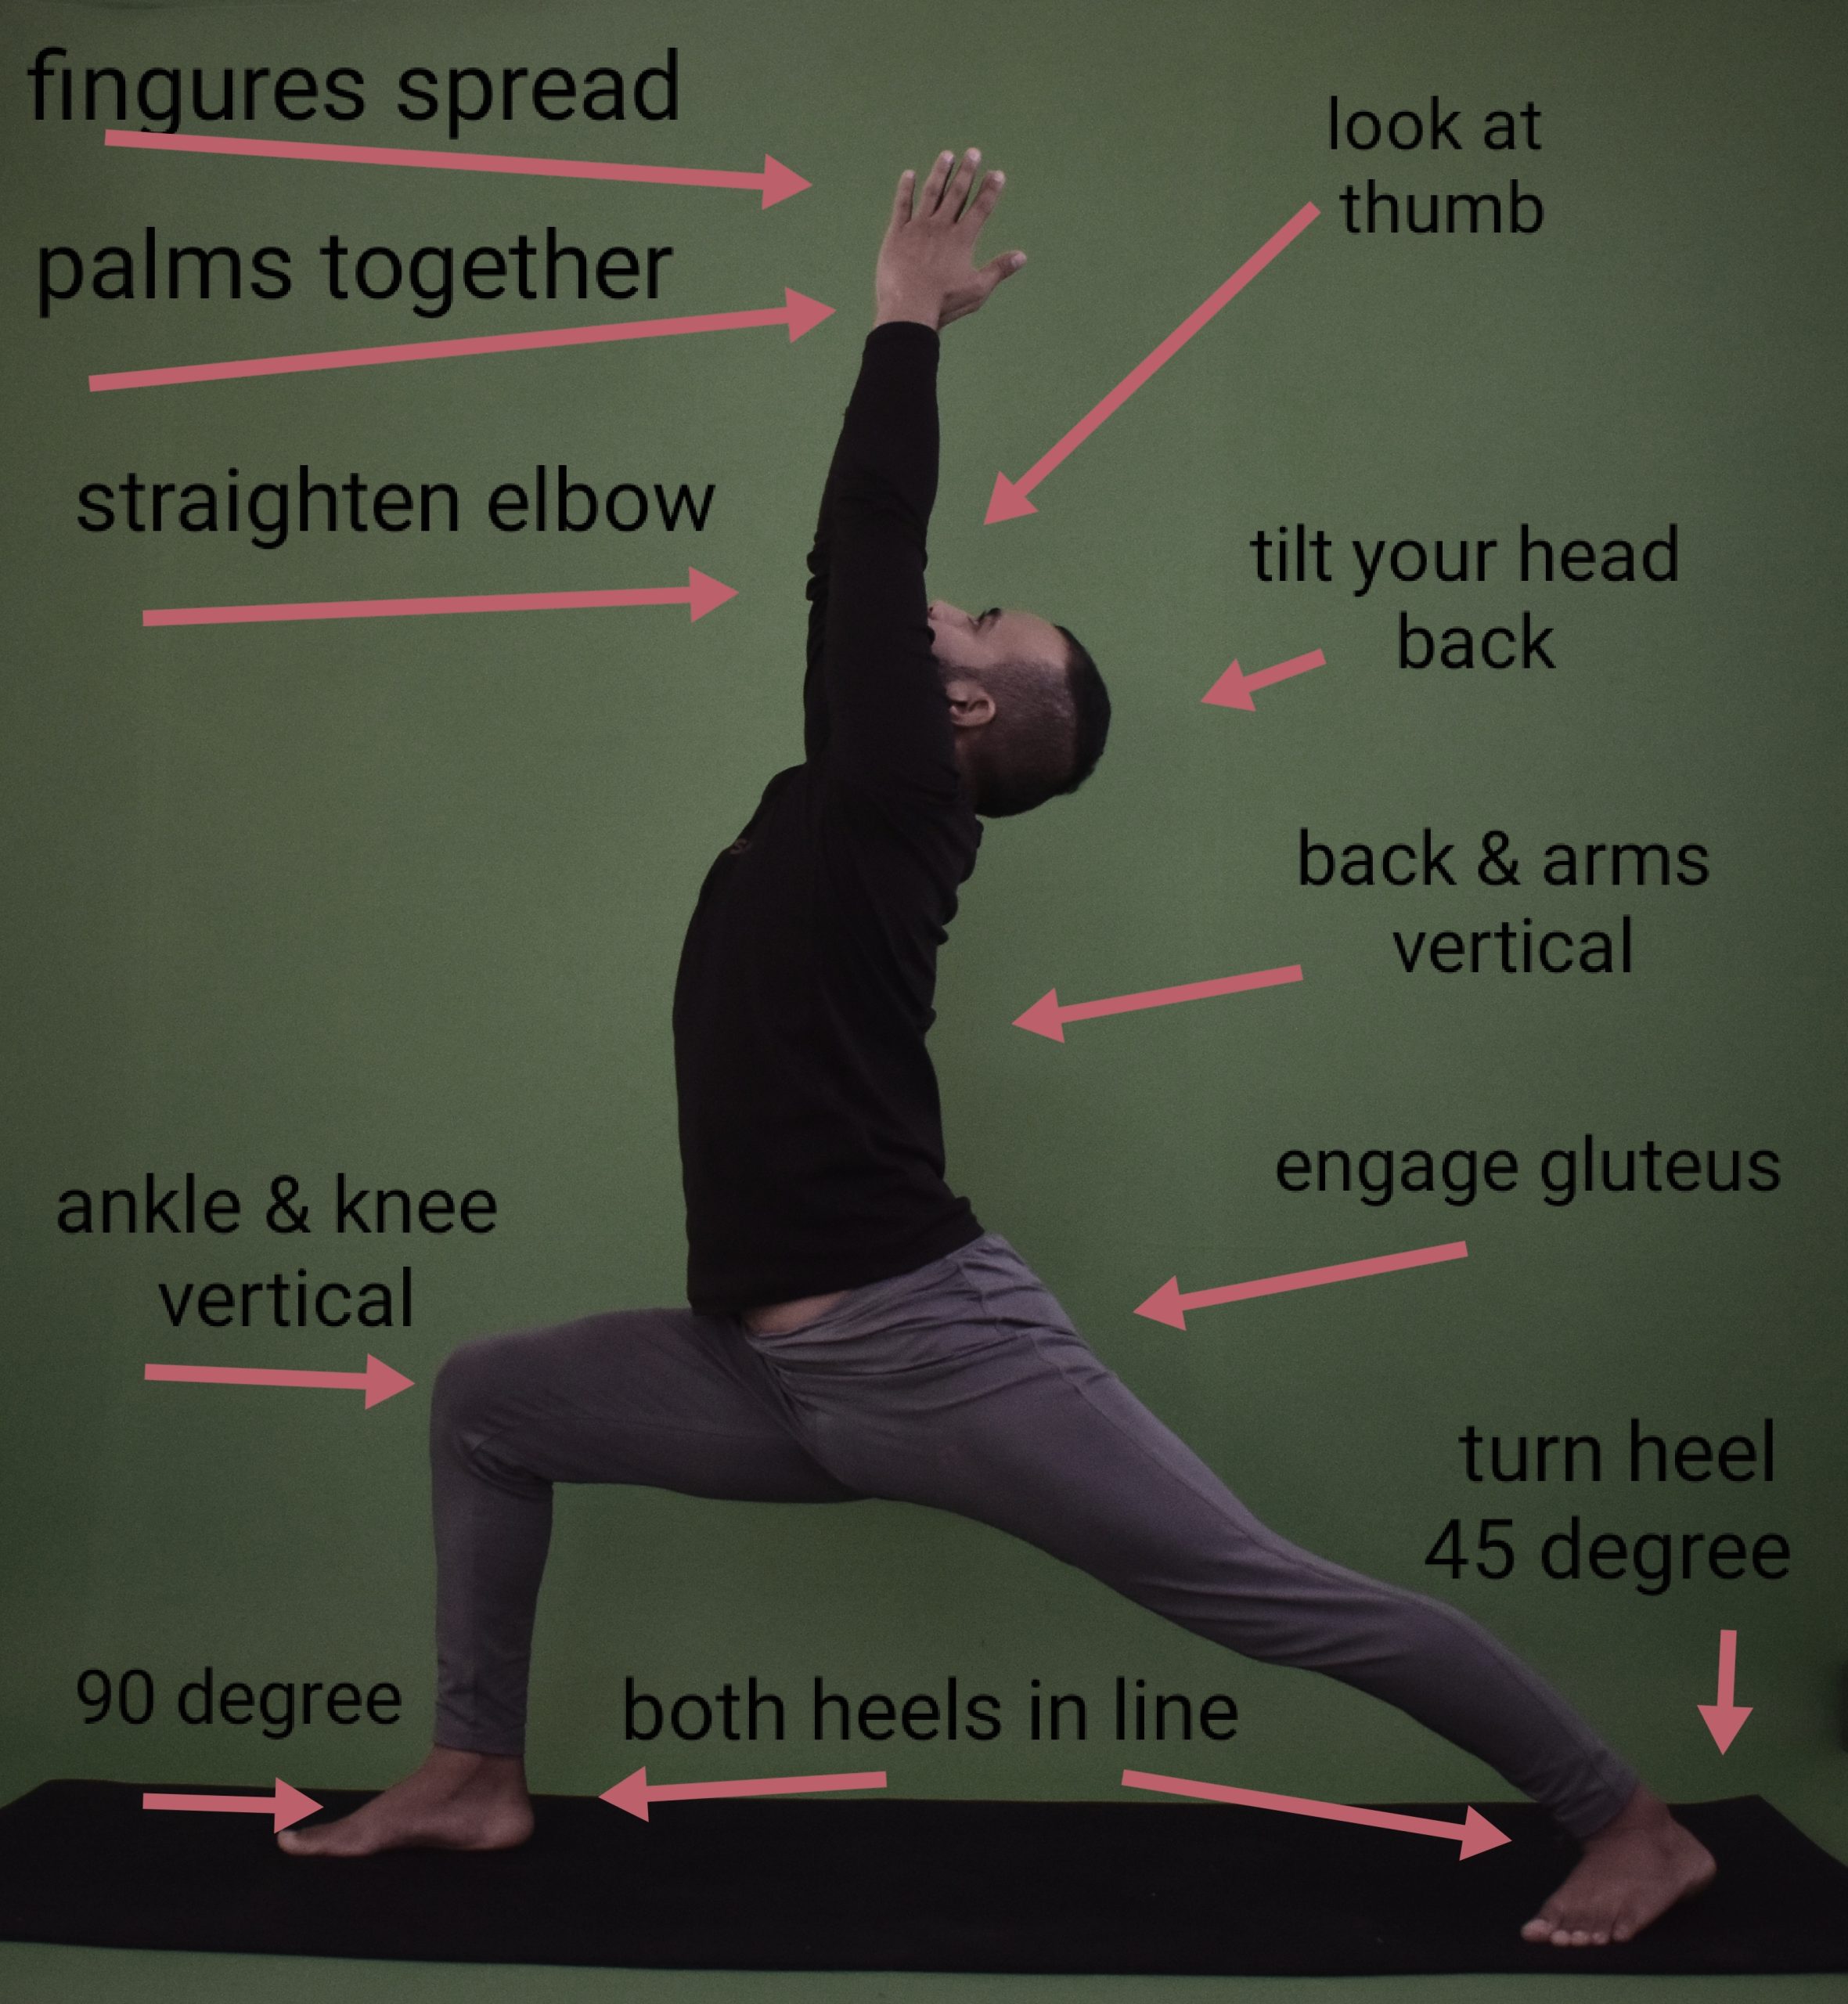 fingures spread
look at
thumb
palms together
straighten elbow
tilt your head
back
back & arms
vertical
engage gluteus
ankle & knee
vertical
turn heel
45 degree
90 degree
both heels in line